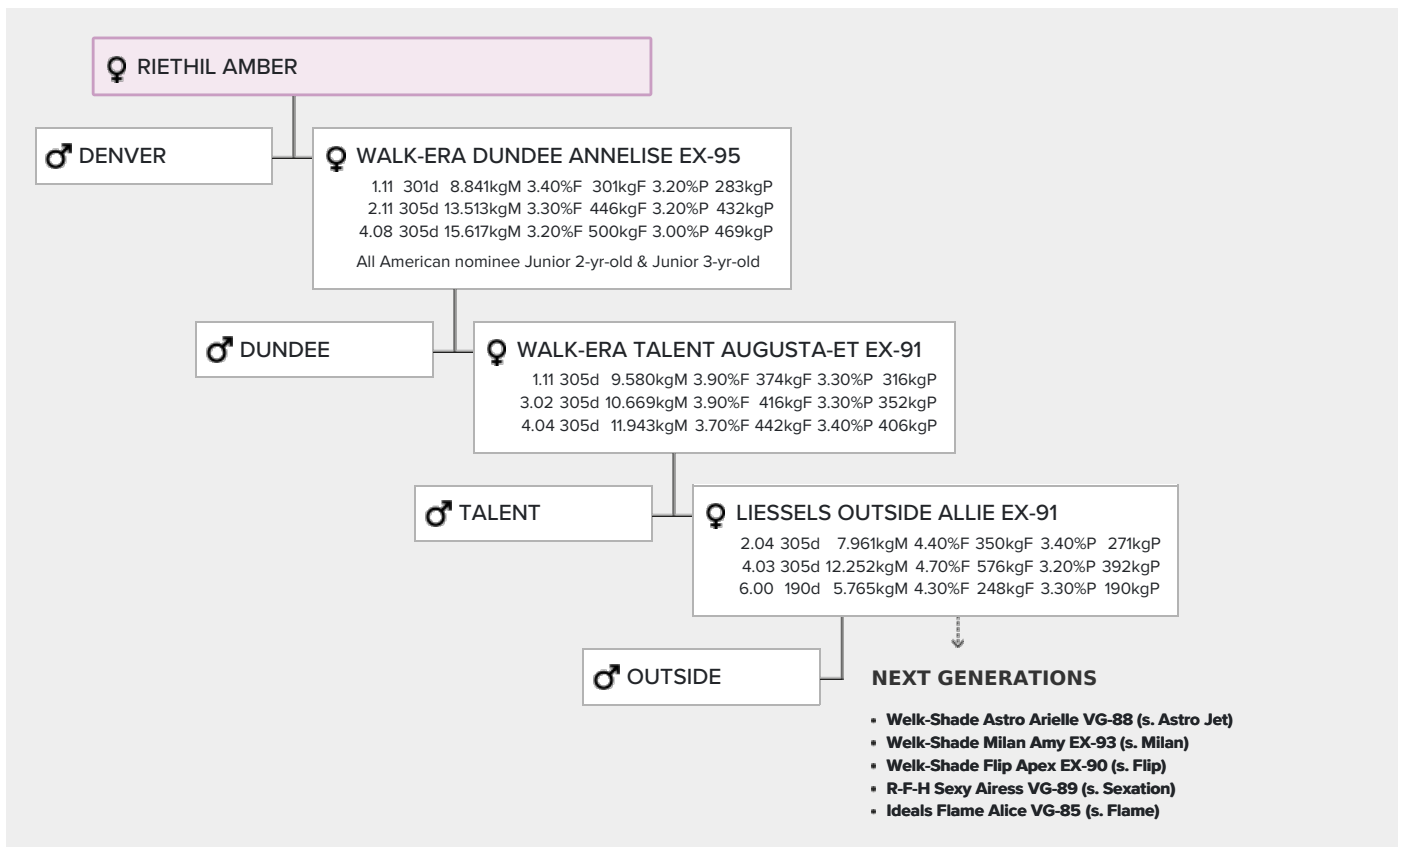 ♀ RIETHIL AMBER
♂ DENVER
♀ WALK-ERA DUNDEE ANNELISE EX-95
1.11 301d 8.841kgM 3.40%F 301kgF 3.20%P 283kgP
2.11 305d 13.513kgM 3.30%F 446kgF 3.20%P 432kgP
4.08 305d 15.617kgM 3.20%F 500kgF 3.00%P 469kgP
All American nominee Junior 2-yr-old & Junior 3-yr-old
♂ DUNDEE
♀ WALK-ERA TALENT AUGUSTA-ET EX-91
1.11 305d 9.580kgM 3.90%F 374kgF 3.30%P 316kgP
3.02 305d 10.669kgM 3.90%F 416kgF 3.30%P 352kgP
4.04 305d 11.943kgM 3.70%F 442kgF 3.40%P 406kgP
♂ TALENT
♀ LIESSELS OUTSIDE ALLIE EX-91
2.04 305d 7.961kgM 4.40%F 350kgF 3.40%P 271kgP
4.03 305d 12.252kgM 4.70%F 576kgF 3.20%P 392kgP
6.00 190d 5.765kgM 4.30%F 248kgF 3.30%P 190kgP
♂ OUTSIDE
NEXT GENERATIONS
• Welk-Shade Astro Arielle VG-88 (s. Astro Jet)
• Welk-Shade Milan Amy EX-93 (s. Milan)
• Welk-Shade Flip Apex EX-90 (s. Flip)
• R-F-H Sexy Airess VG-89 (s. Sexation)
• Ideals Flame Alice VG-85 (s. Flame)